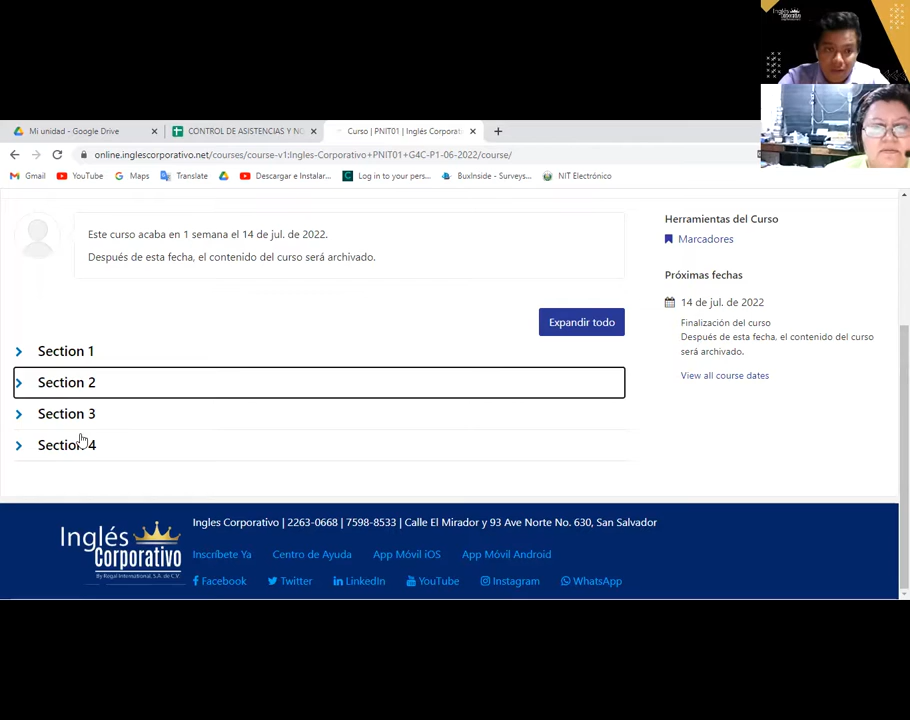 Inglés
Corporativo
Mi unidad - Google Drive
CONTROL DE ASISTENCIAS Y NO
Curso | PNIT01 | Inglés Corporat
online.inglescorporativo.net/courses/course-v1:Ingles-Corporativo+PNIT01+G4C-P1-06-2022/course/
Gmail
YouTube
Maps
Translate
Descargar e Instalar...
Log in to your pers...
BuxInside - Surveys...
NIT Electrónico
Este curso acaba en 1 semana el 14 de jul. de 2022.
Después de esta fecha, el contenido del curso será archivado.
Expandir todo
Section 1
Section 2
Section 3
Section 4
Herramientas del Curso
Marcadores
Próximas fechas
14 de jul. de 2022
Finalización del curso
Después de esta fecha, el contenido del curso
será archivado.
View all course dates
Inglés
Corporativo
By Regal International, S.A. de C.V.
Ingles Corporativo | 2263-0668 | 7598-8533 | Calle El Mirador y 93 Ave Norte No. 630, San Salvador
Inscríbete Ya
Centro de Ayuda
App Móvil iOS
App Móvil Android
Facebook
Twitter
LinkedIn
YouTube
Instagram
WhatsApp